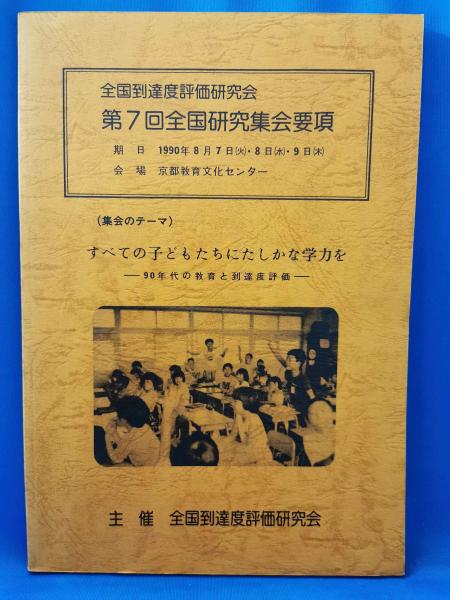 全国到達度評価研究会
第7回全国研究集会要項
期 日 1990年8月7日㈫・8日㈬・9日㈭
会 場 京都教育文化センター
(集会のテーマ)
すべての子どもたちにたしかな学力を
―90年代の教育と到達度評価―
主 催 全国到達度評価研究会